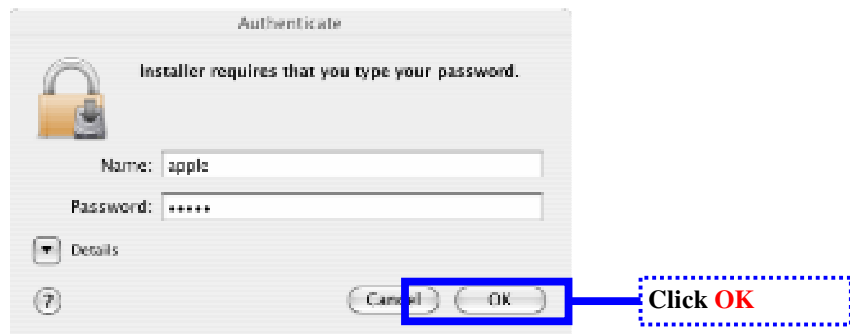 Authenticate
Installer requires that you type your password.
Name: apple
Password: •••••
Details
?
Cancel OK
Click OK